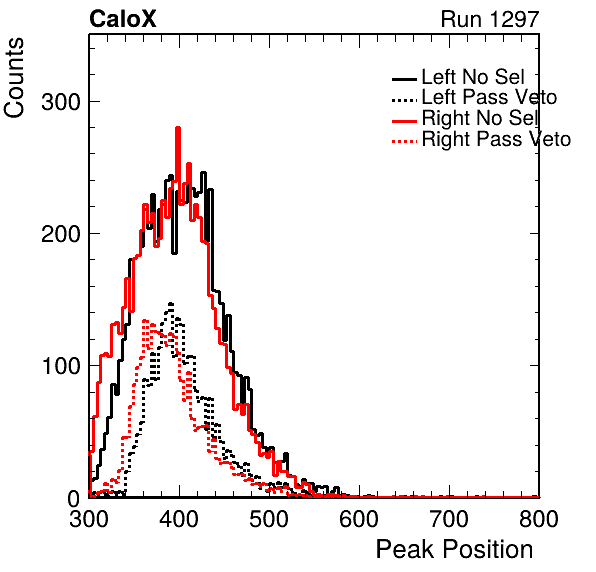 CaloX Run 1297
Counts
Left No Sel
Left Pass Veto
Right No Sel
Right Pass Veto
300
200
100
0
300 400 500 600 700 800
Peak Position